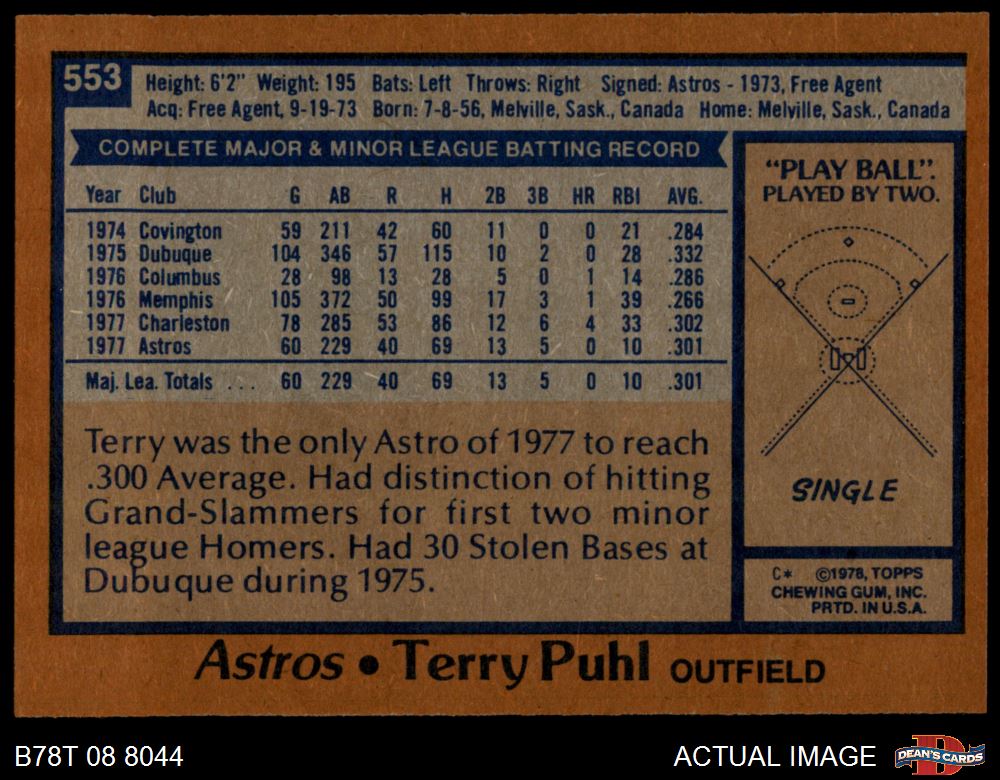 553
Height: 6'2" Weight: 195 Bats: Left Throws: Right Signed: Astros - 1973, Free Agent
Acq: Free Agent, 9-19-73 Born: 7-8-56, Melville, Sask., Canada Home: Melville, Sask., Canada
COMPLETE MAJOR & MINOR LEAGUE BATTING RECORD
Year Club G AB R H 2B 3B HR RBI AVG.
1974 Covington 59 211 42 60 11 0 0 21 .284
1975 Dubuque 104 346 57 115 10 2 0 28 .332
1976 Columbus 28 98 13 28 5 0 1 14 .286
1976 Memphis 105 372 50 99 17 3 1 39 .266
1977 Charleston 78 285 53 86 12 6 4 33 .302
1977 Astros 60 229 40 69 13 5 0 10 .301
Maj. Lea. Totals . . . 60 229 40 69 13 5 0 10 .301
Terry was the only Astro of 1977 to reach
.300 Average. Had distinction of hitting
Grand-Slammers for first two minor
league Homers. Had 30 Stolen Bases at
Dubuque during 1975.
"PLAY BALL".
PLAYED BY TWO.
SINGLE
C* ©1978, TOPPS
CHEWING GUM, INC.
PRTD. IN U.S.A.
Astros • Terry Puhl OUTFIELD
B78T 08 8044
ACTUAL IMAGE
D
DEAN'S CARDS